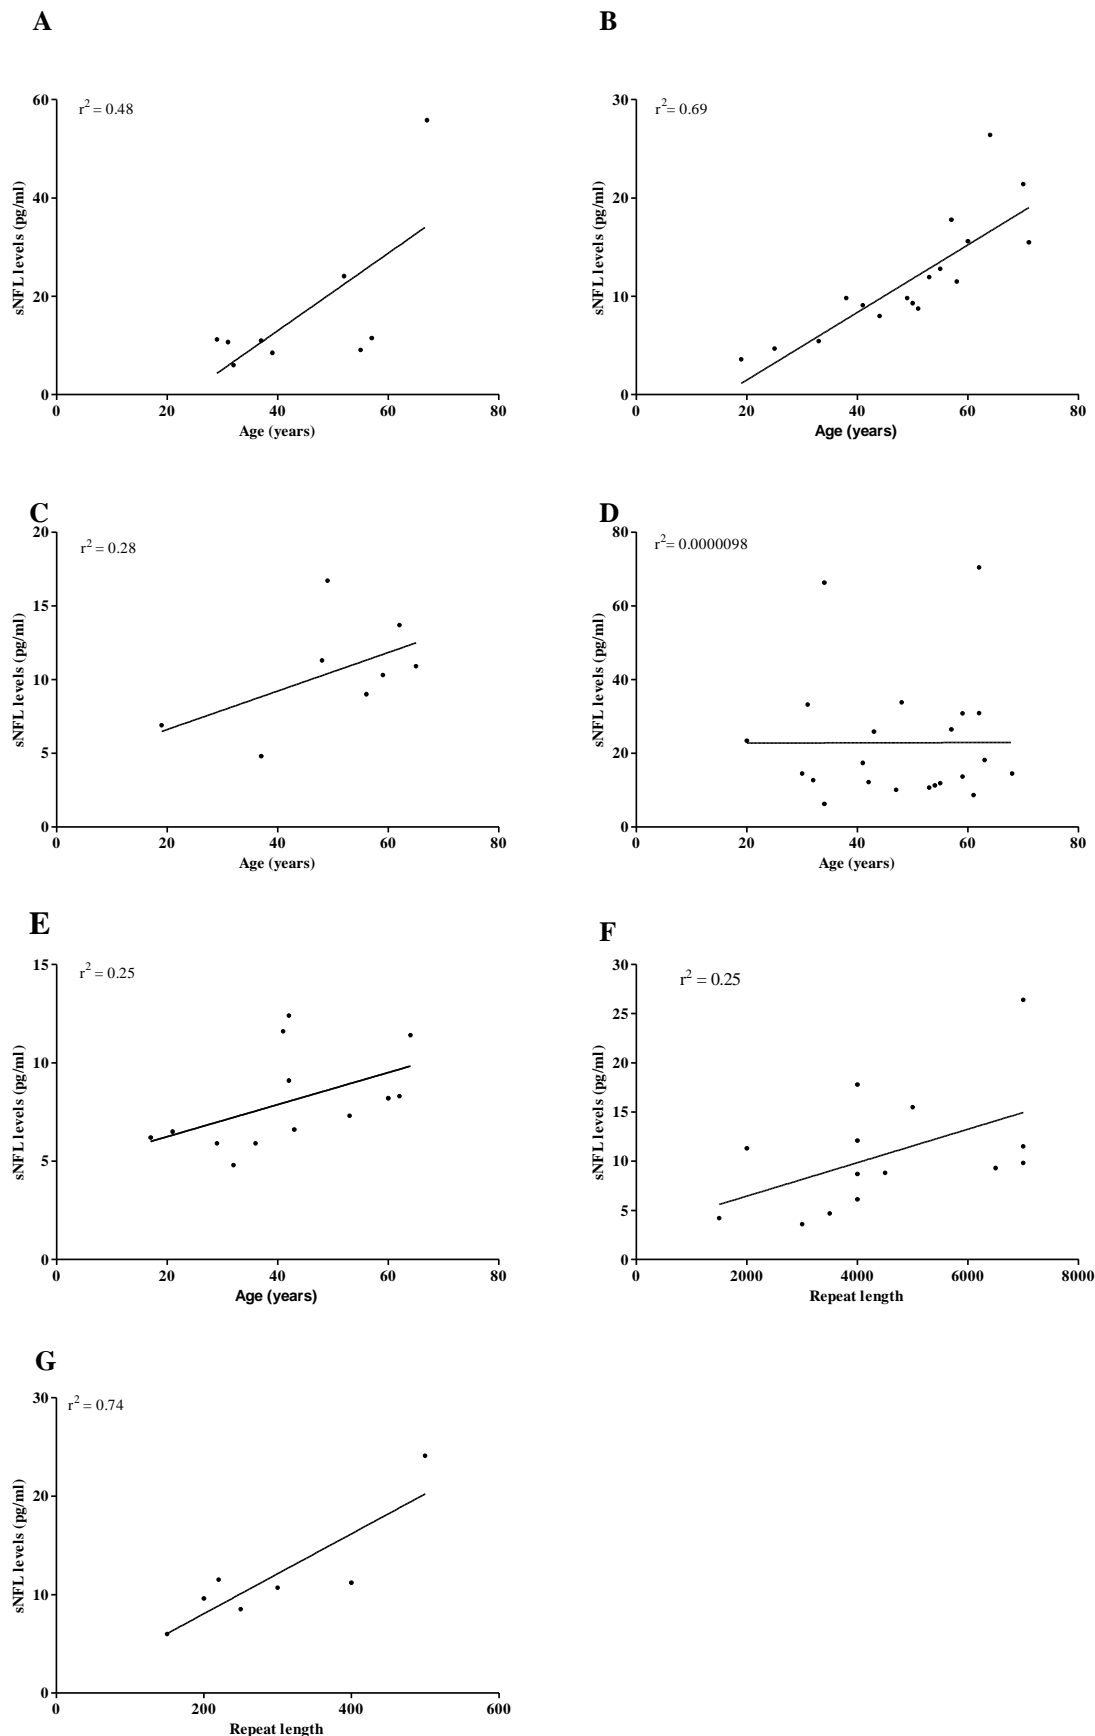 A
r² = 0.48
60
40
20
0
sNFL levels (pg/ml)
0 20 40 60 80
Age (years)
B
r²= 0.69
30
20
10
0
sNFL levels (pg/ml)
0 20 40 60 80
Age (years)
C
r² = 0.28
20
15
10
5
0
sNFL levels (pg/ml)
0 20 40 60 80
Age (years)
D
r²= 0.0000098
80
60
40
20
0
sNFL levels (pg/ml)
0 20 40 60 80
Age (years)
E
r² = 0.25
15
10
5
0
sNFL levels (pg/ml)
0 20 40 60 80
Age (years)
F
r² = 0.25
30
25
20
15
10
5
0
sNFL levels (pg/ml)
0 2000 4000 6000 8000
Repeat length
G
r² = 0.74
30
20
10
0
sNFL levels (pg/ml)
0 200 400 600
Repeat length